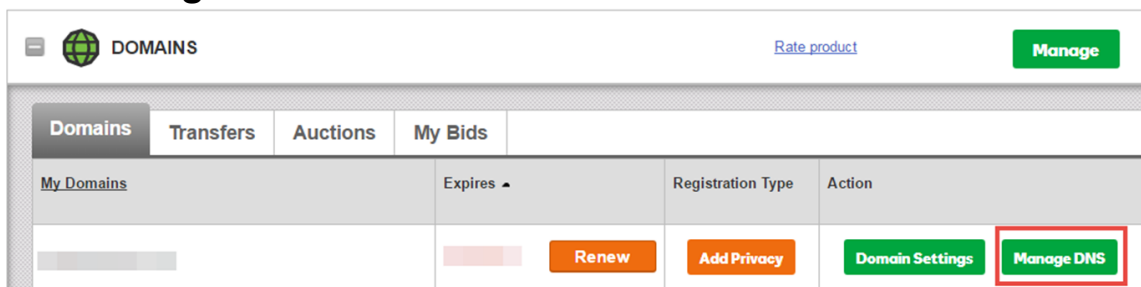 DOMAINS Rate product Manage
Domains Transfers Auctions My Bids
My Domains Expires Registration Type Action
Renew Add Privacy Domain Settings Manage DNS